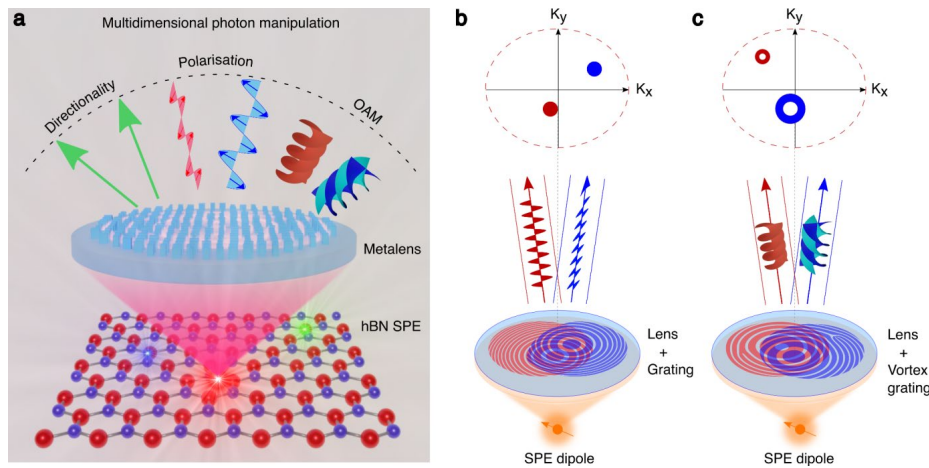 a
Multidimensional photon manipulation
Directionality
Polarisation
OAM
Metalens
hBN SPE
b
Ky
Kx
Lens
+
Grating
SPE dipole
c
Ky
Kx
Lens
+
Vortex
grating
SPE dipole